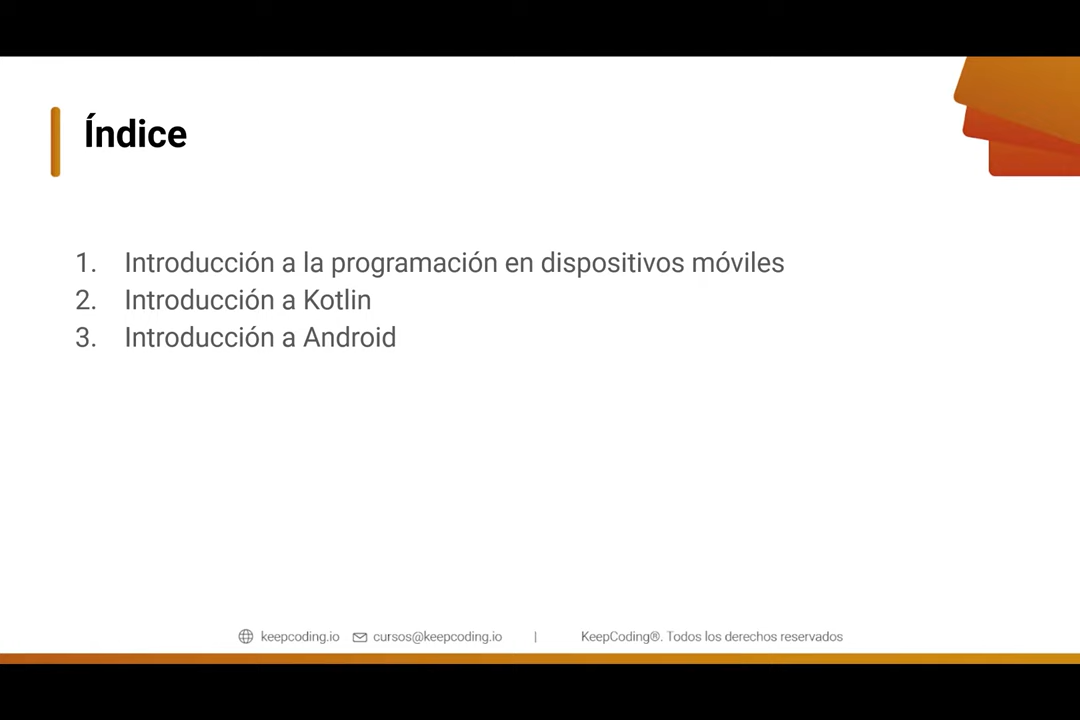 Índice
1. Introducción a la programación en dispositivos móviles
2. Introducción a Kotlin
3. Introducción a Android
keepcoding.io cursos@keepcoding.io | KeepCoding®. Todos los derechos reservados